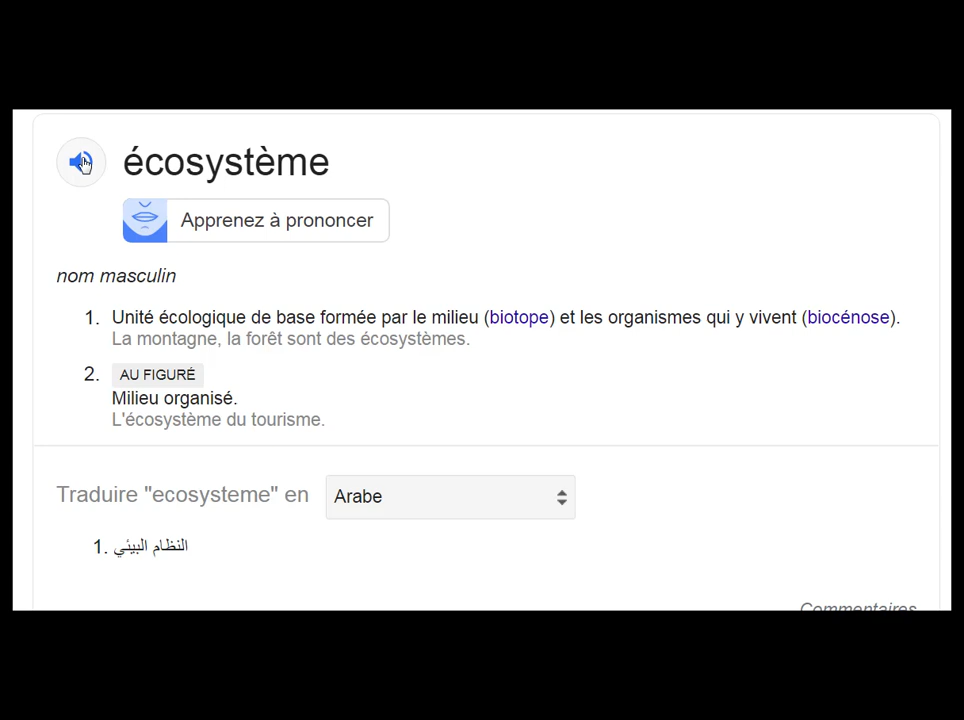 écosystème
Apprenez à prononcer
nom masculin
1. Unité écologique de base formée par le milieu (biotope) et les organismes qui y vivent (biocénose).
La montagne, la forêt sont des écosystèmes.
2. AU FIGURÉ
Milieu organisé.
L'écosystème du tourisme.
Traduire "ecosysteme" en Arabe
1. النظام البيئي
Commentaires